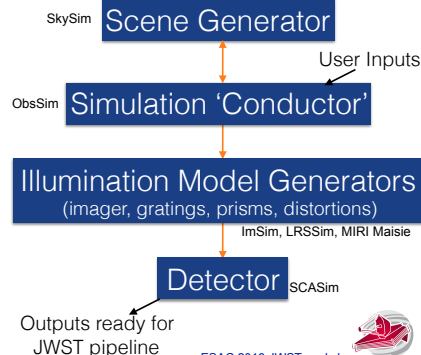 SkySim
Scene Generator
User Inputs
ObsSim
Simulation ‘Conductor’
Illumination Model Generators
(imager, gratings, prisms, distortions)
ImSim, LRSSim, MIRI Maisie
Detector
SCASim
Outputs ready for
JWST pipeline